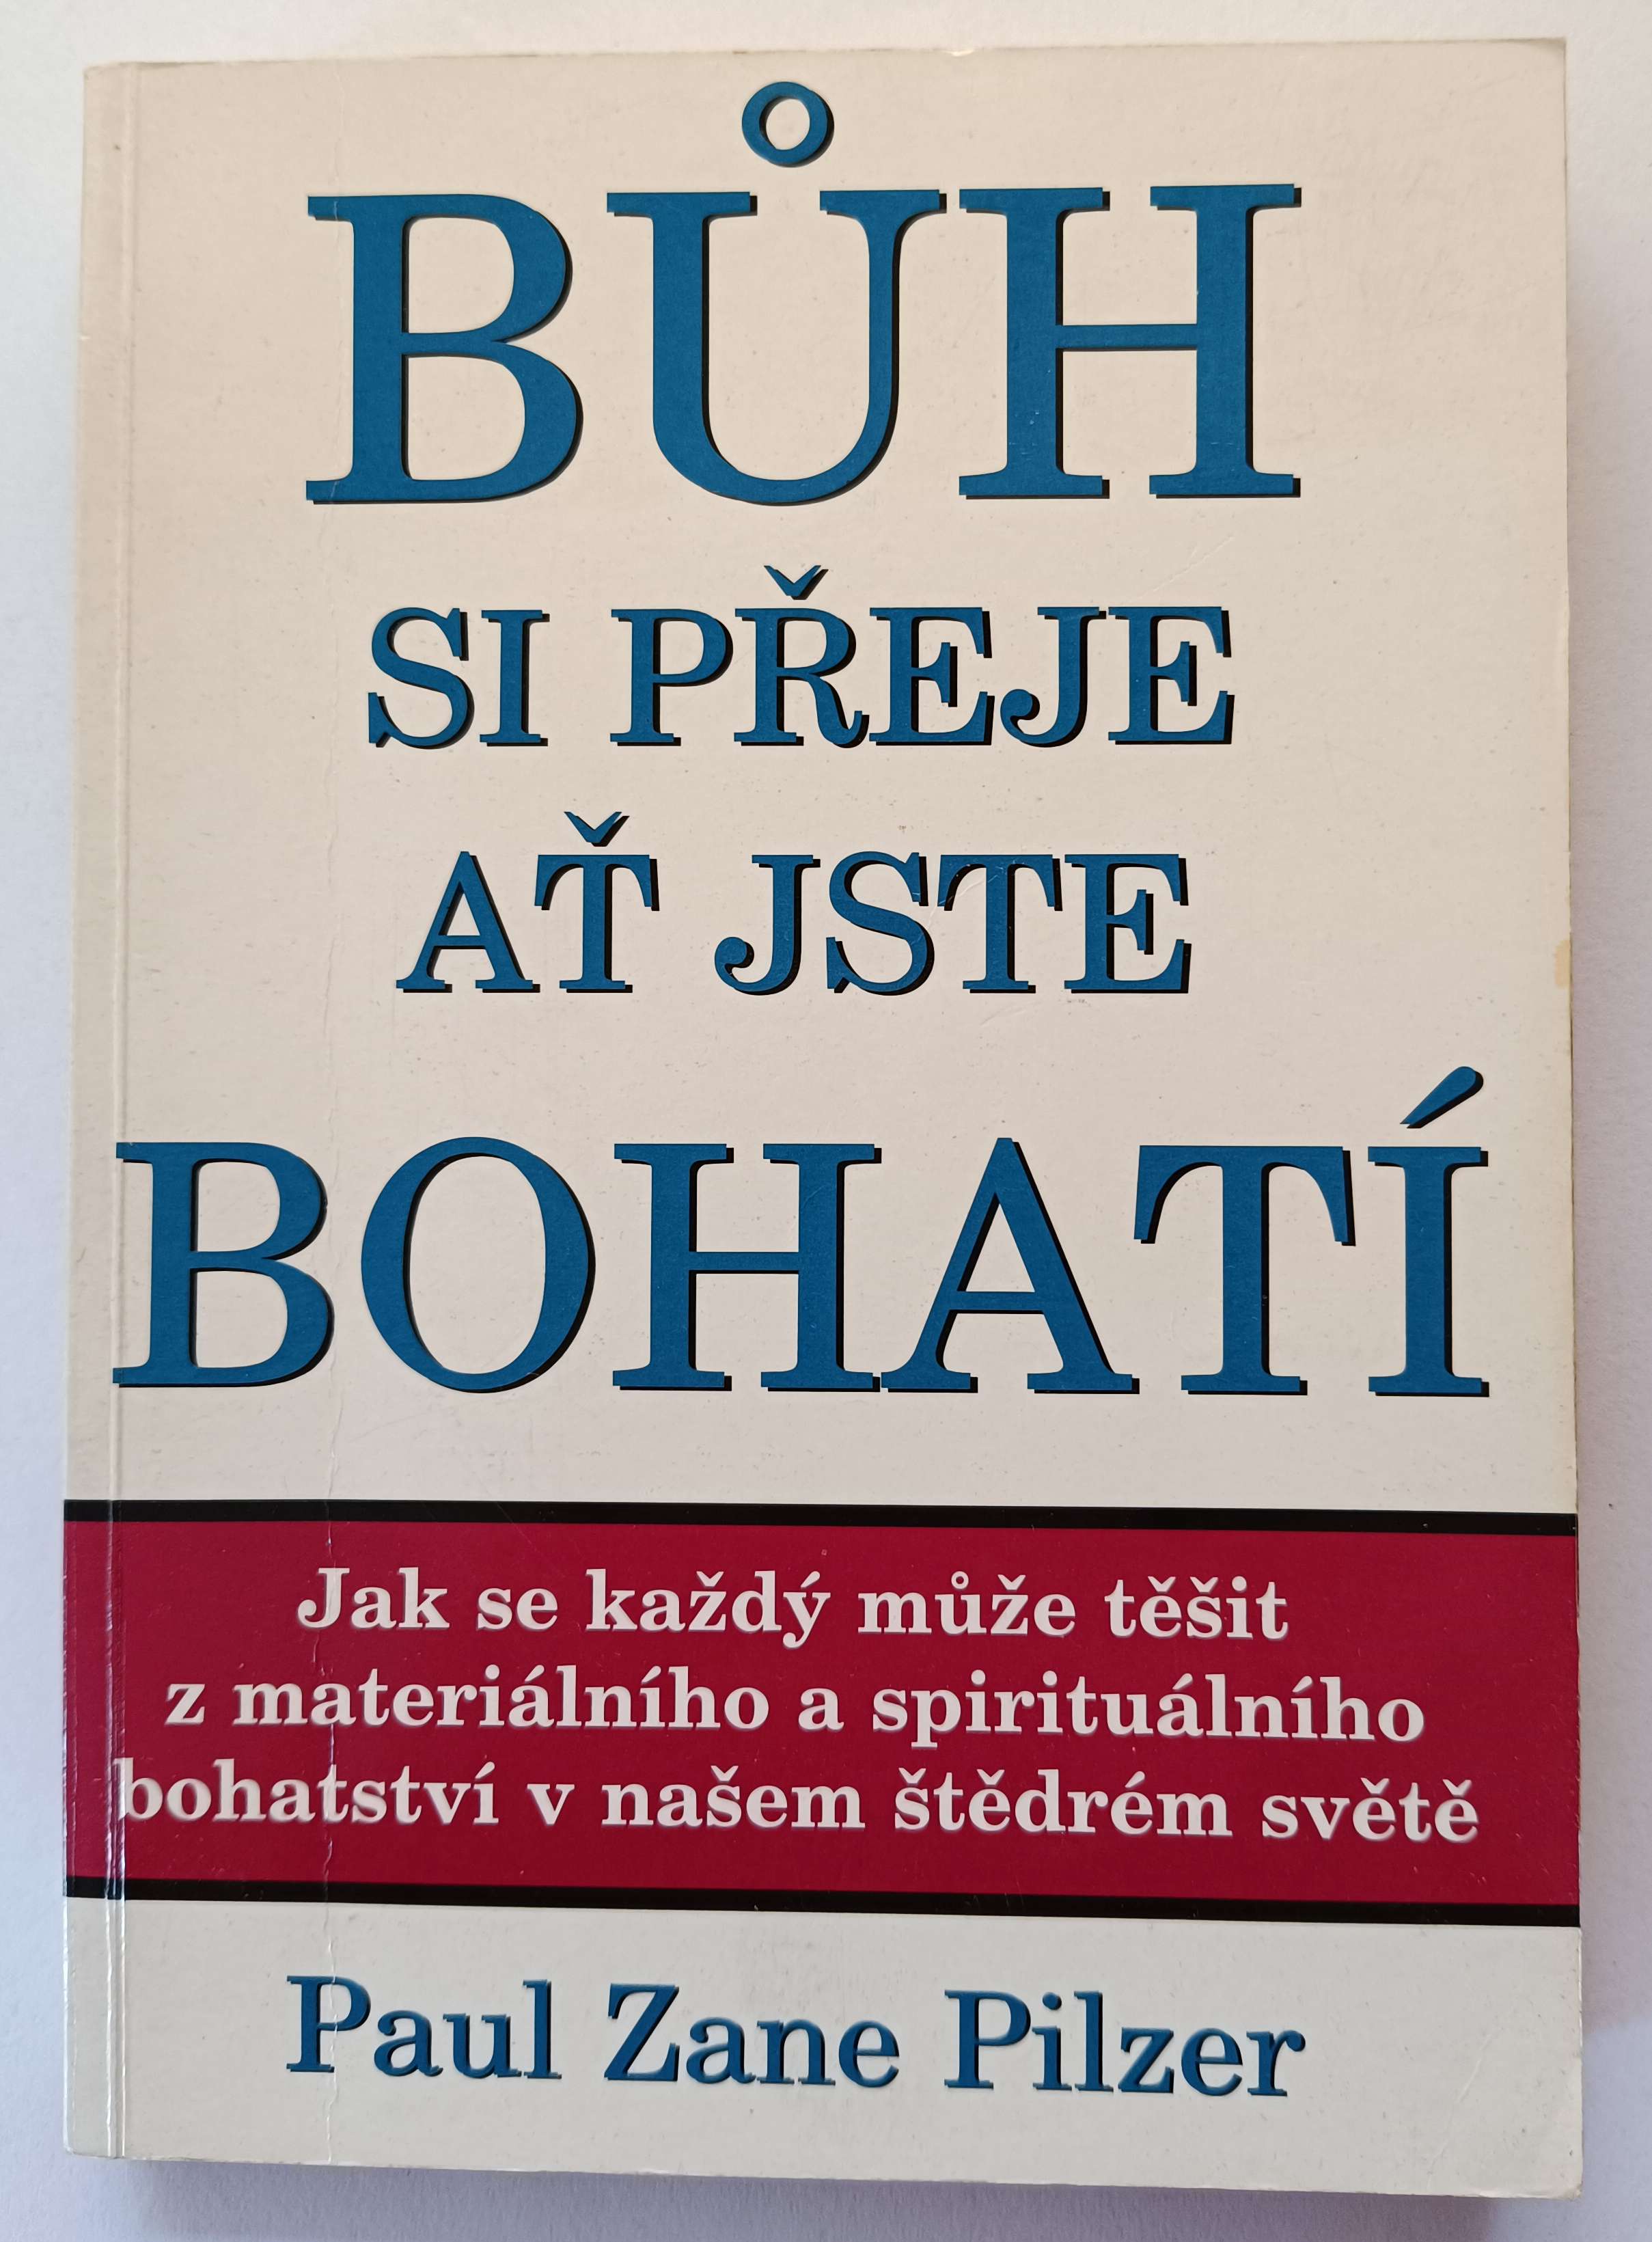 BŮH
SI PŘEJE
AŤ JSTE
BOHATÍ
Jak se každý může těšit
z materiálního a spirituálního
bohatství v našem štědrém světě
Paul Zane Pilzer